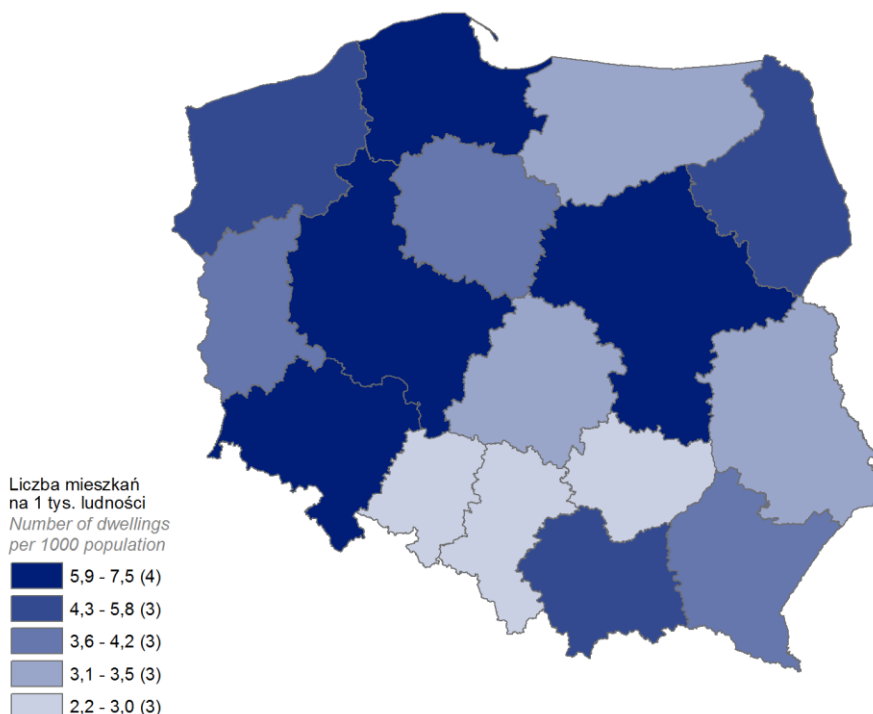 Liczba mieszkań
na 1 tys. ludności
Number of dwellings
per 1000 population
5,9 - 7,5 (4)
4,3 - 5,8 (3)
3,6 - 4,2 (3)
3,1 - 3,5 (3)
2,2 - 3,0 (3)